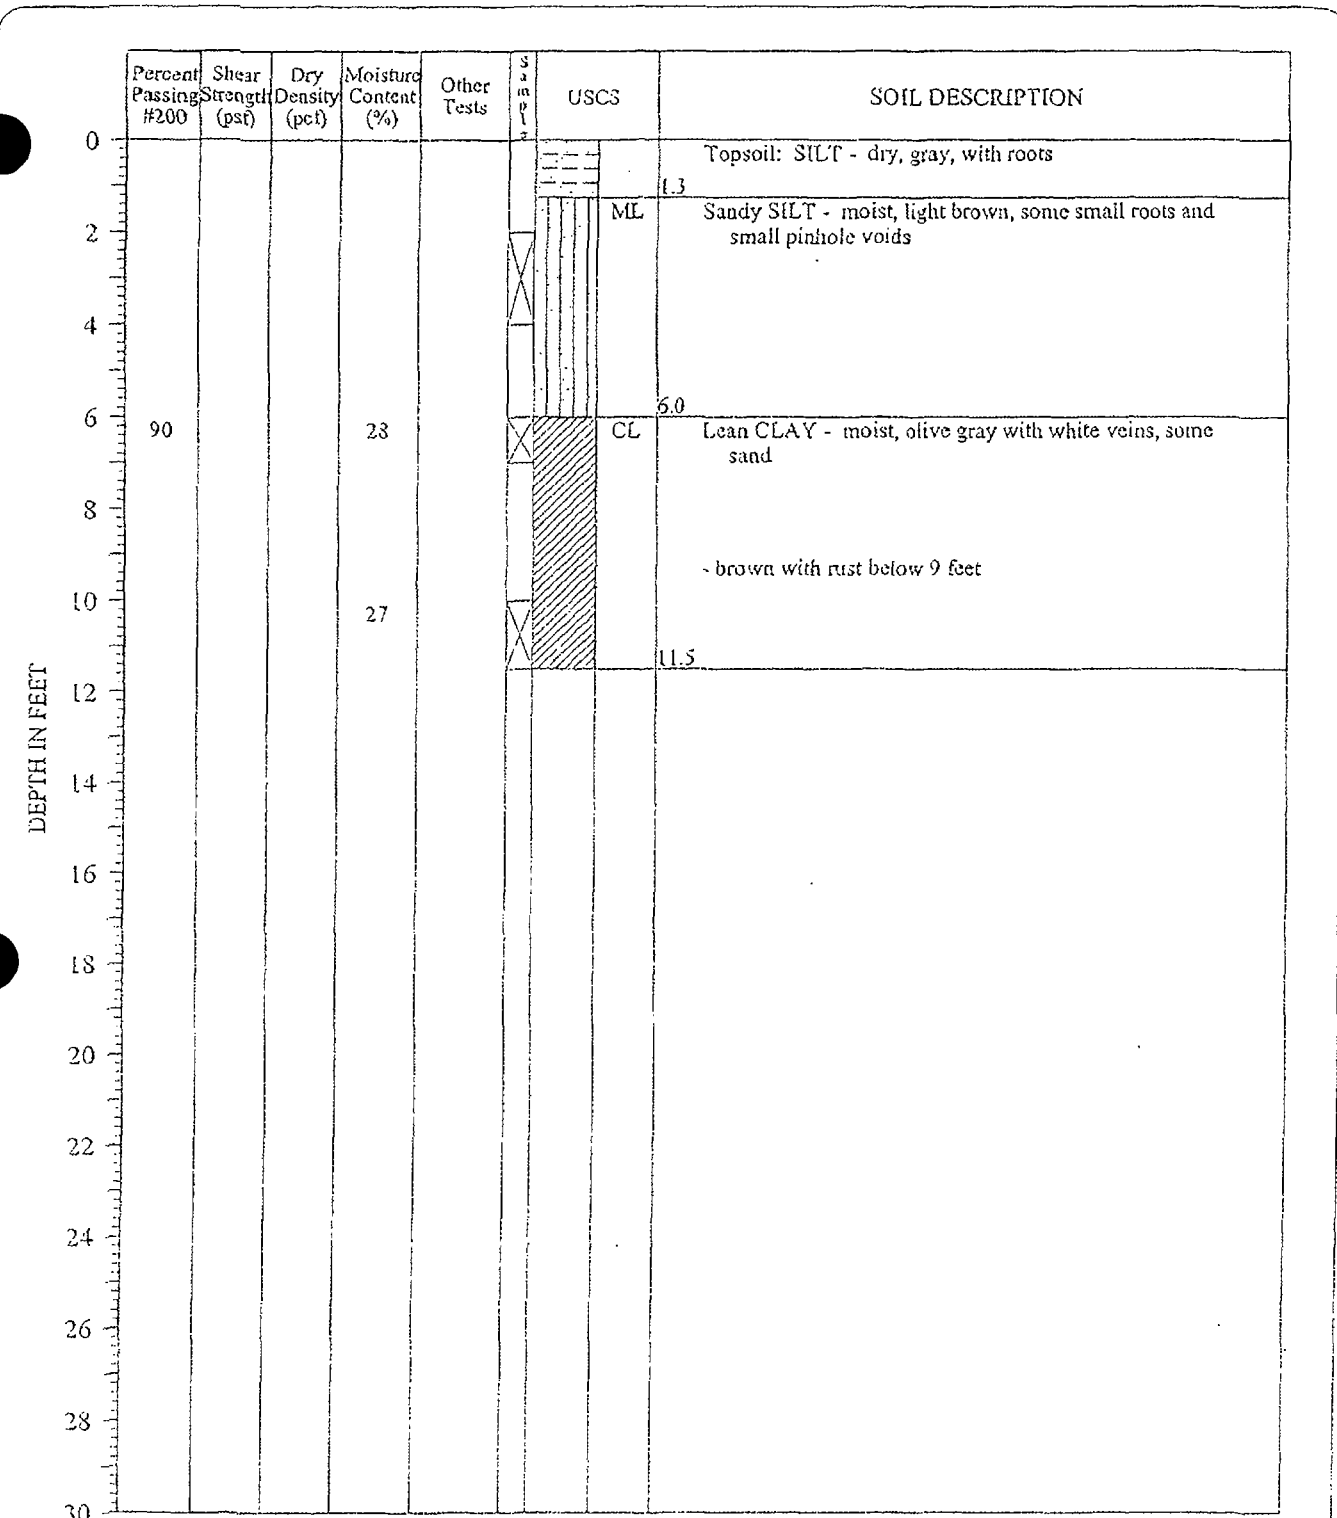 Percent Passing #200
Shear Strength (psf)
Dry Density (pcf)
Moisture Content (%)
Other Tests
Sample
USCS
SOIL DESCRIPTION
0
Topsoil: SILT - dry, gray, with roots
1.3
ML
Sandy SILT - moist, light brown, some small roots and
small pinhole voids
2
4
6.0
6
90
28
CL
Lean CLAY - moist, olive gray with white veins, some
sand
8
- brown with rust below 9 feet
10
27
11.5
12
DEPTH IN FEET
14
16
18
20
22
24
26
28
30